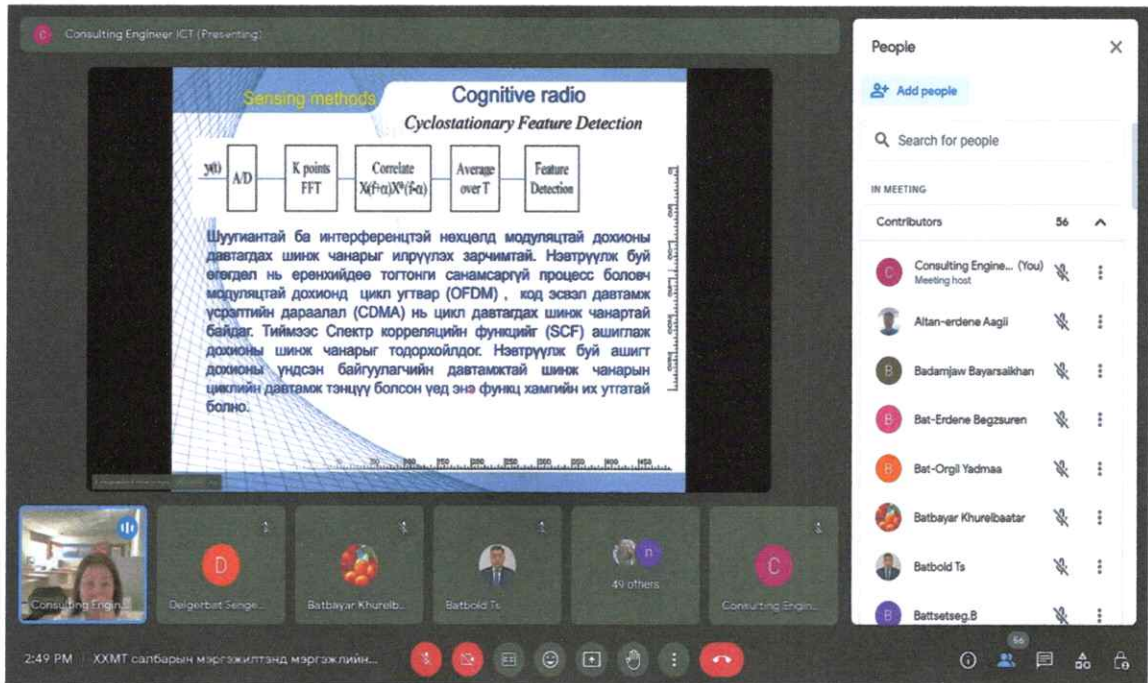 Consulting Engineer ICT (Presenting)
Sensing methods
Cognitive radio
Cyclostationary Feature Detection
y(t)
A/D
K points
FFT
Correlate
X(f+α)X*(f-α)
Average
over T
Feature
Detection
Шуугиантай ба интерференцтэй нөхцөлд модуляцтай дохионы
давтагдах шинж чанарыг илрүүлэх зарчимтай. Нэвтрүүлж буй
өгөгдөл нь ерөнхийдөө тогтонги санамсаргүй процесс боловч
модуляцтай дохионд цикл угтвар (OFDM) , код эсвэл давтамж
үсрэлтийн дараалал (CDMA) нь цикл давтагдах шинж чанартай
байдаг. Тиймээс Спектр корреляцийн функцийг (SCF) ашиглаж
дохионы шинж чанарыг тодорхойлдог. Нэвтрүүлж буй ашигт
дохионы үндсэн байгуулагчийн давтамжтай шинж чанарын
циклийн давтамж тэнцүү болсон үед энэ функц хамгийн их утгатай
болно.
Consulting Engin...
D
Delgerbat Senge...
Batbayar Khurelb...
Batbold Ts
n
49 others
C
Consulting Engin...
2:49 PM | ХХМТ салбарын мэргэжилтэнд мэргэжлийн...
People
Add people
Search for people
IN MEETING
Contributors 56
C
Consulting Engine... (You)
Meeting host
Altan-erdene Aagii
B
Badamjaw Bayarsaikhan
B
Bat-Erdene Begzsuren
B
Bat-Orgil Yadmaa
Batbayar Khurelbaatar
Batbold Ts
B
Battsetseg.B
56